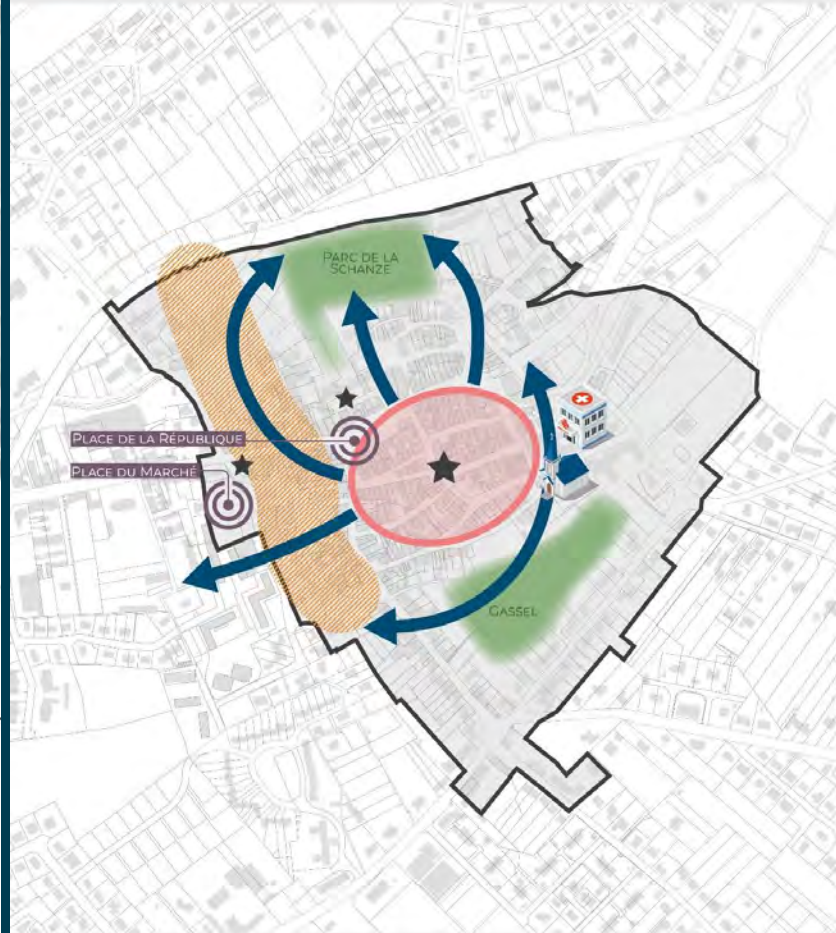 PARC DE LA
SCHANZE
PLACE DE LA RÉPUBLIQUE
PLACE DU MARCHÉ
GASSEL